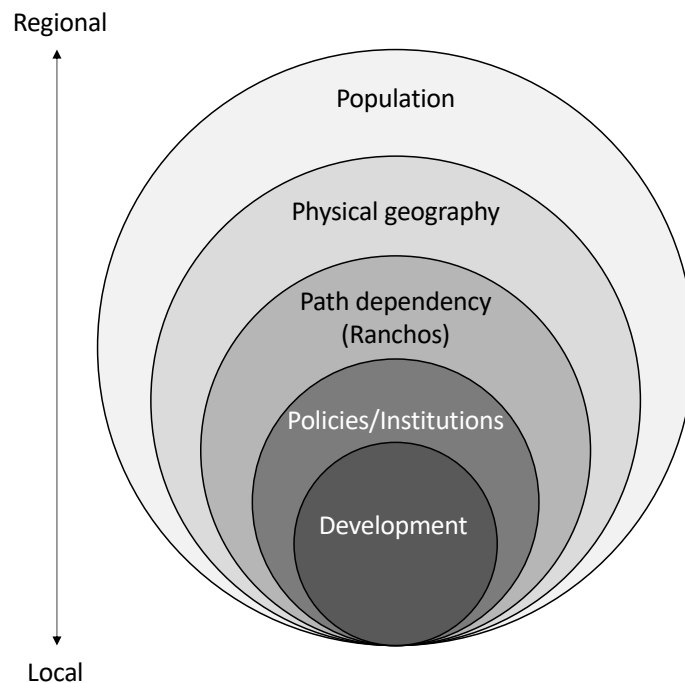 Regional
Population
Physical geography
Path dependency
(Ranchos)
Policies/Institutions
Development
Local